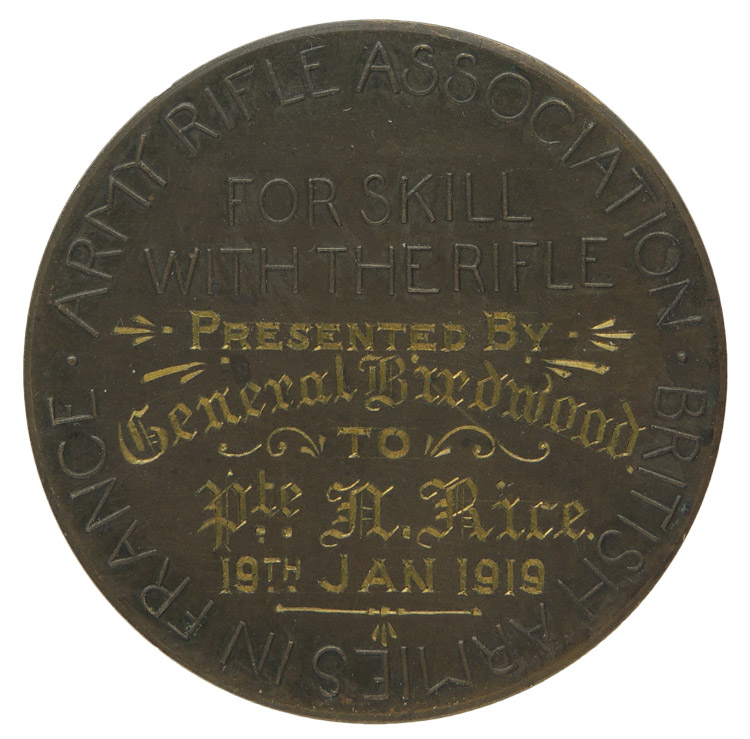 · ARMY RIFLE ASSOCIATION · BRITISH ARMIES IN FRANCE
FOR SKILL
WITH THE RIFLE
PRESENTED BY
General Birdwood.
TO
Pte N. Rice.
19TH JAN 1919